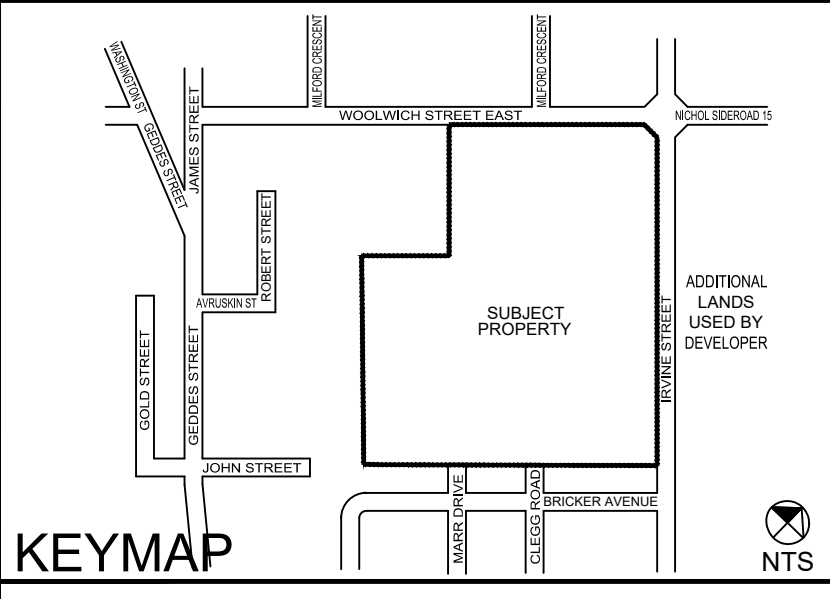 WASHINGTON ST
MILFORD CRESCENT
MILFORD CRESCENT
WOOLWICH STREET EAST
NICHOL SIDEROAD 15
GEDDES STREET
JAMES STREET
ROBERT STREET
AVRUSKIN ST
ADDITIONAL
LANDS
USED BY
DEVELOPER
SUBJECT
PROPERTY
IRVINE STREET
GOLD STREET
GEDDES STREET
JOHN STREET
MARR DRIVE
CLEGG ROAD
BRICKER AVENUE
KEYMAP
NTS